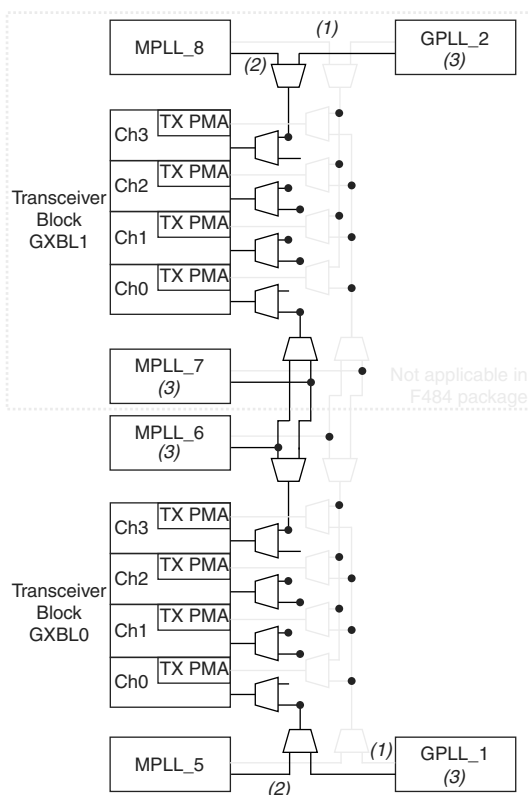 (1)
MPLL_8
GPLL_2
(3)
(2)
TX PMA
Ch3
TX PMA
Ch2
Transceiver
Block
GXBL1
TX PMA
Ch1
TX PMA
Ch0
MPLL_7
(3)
Not applicable in
F484 package
MPLL_6
(3)
TX PMA
Ch3
TX PMA
Ch2
Transceiver
Block
GXBL0
TX PMA
Ch1
TX PMA
Ch0
MPLL_5
(1)
GPLL_1
(3)
(2)